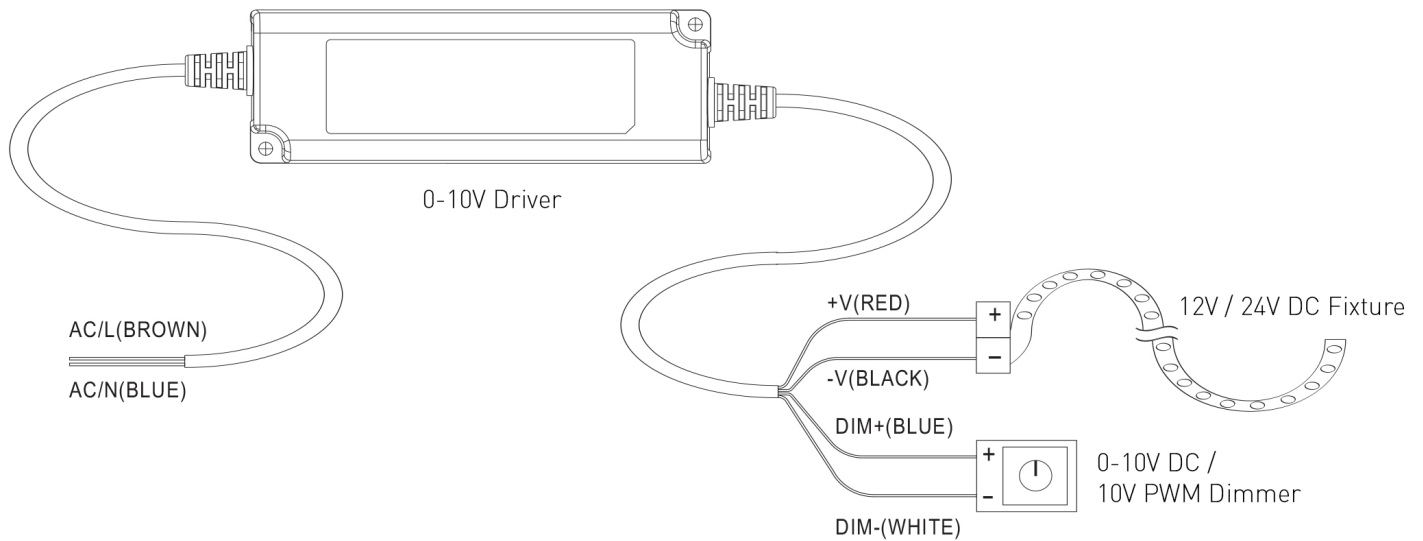 0-10V Driver
AC/L(BROWN)
AC/N(BLUE)
+V(RED)
+
12V / 24V DC Fixture
-
-V(BLACK)
DIM+(BLUE)
+
0-10V DC /
10V PWM Dimmer
-
DIM-(WHITE)